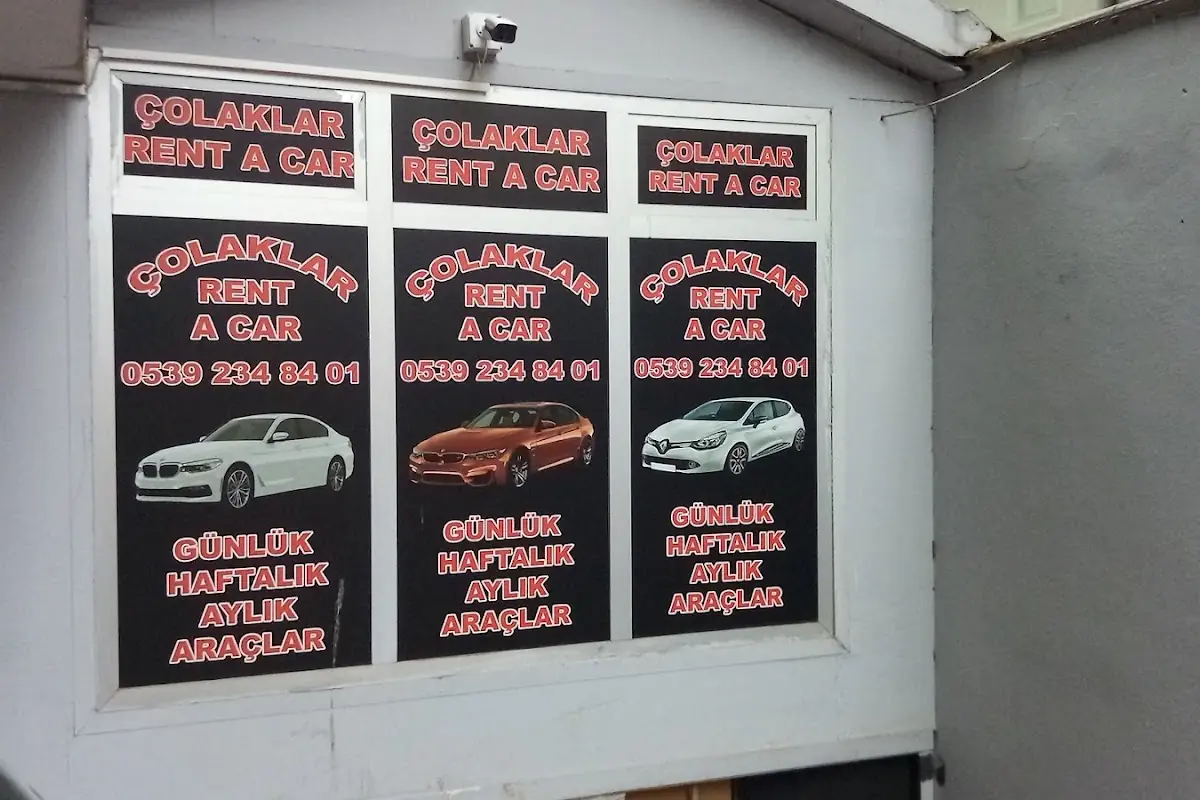 ÇOLAKLAR
RENT A CAR
ÇOLAKLAR
RENT A CAR
ÇOLAKLAR
RENT A CAR
ÇOLAKLAR
RENT
A CAR
0539 234 84 01
GÜNLÜK
HAFTALIK
AYLIK
ARAÇLAR
ÇOLAKLAR
RENT
A CAR
0539 234 84 01
GÜNLÜK
HAFTALIK
AYLIK
ARAÇLAR
ÇOLAKLAR
RENT
A CAR
0539 234 84 01
GÜNLÜK
HAFTALIK
AYLIK
ARAÇLAR